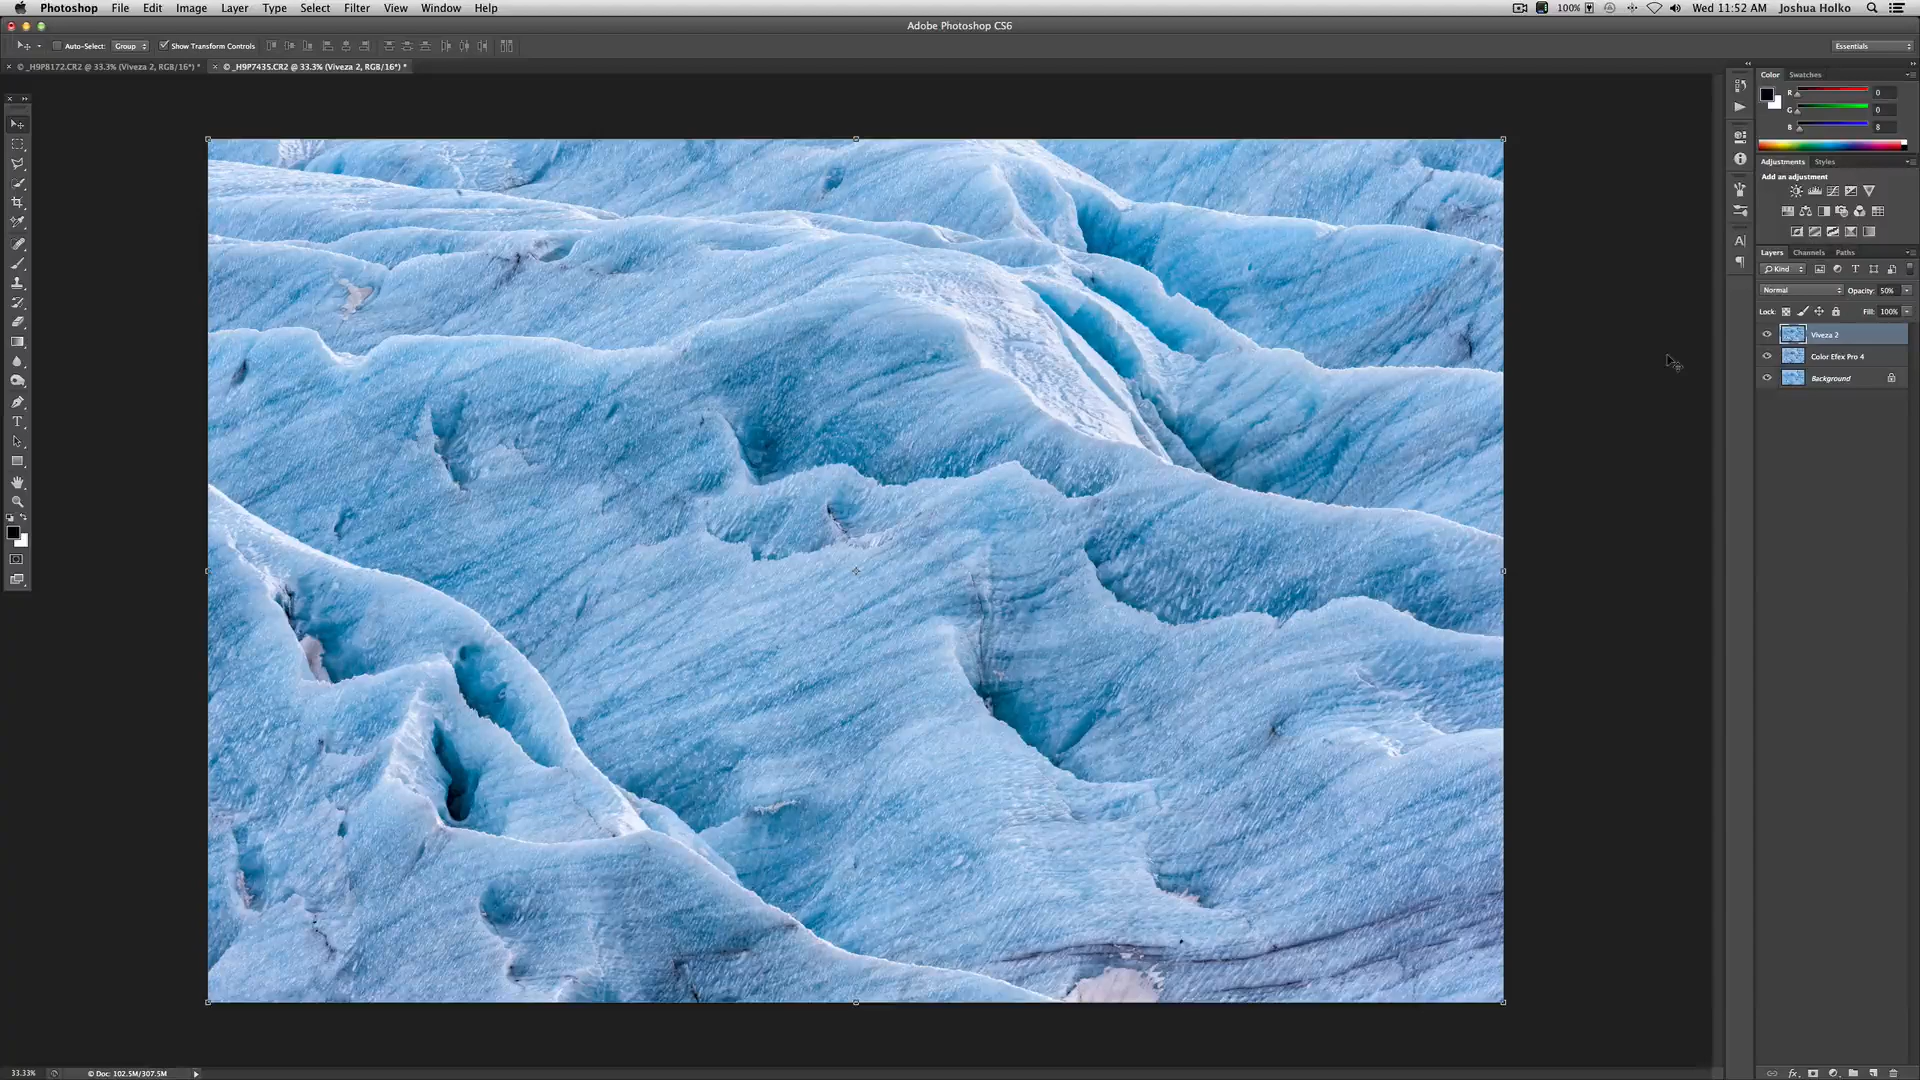 Photoshop File Edit Image Layer Type Select Filter View Window Help 100% Wed 11:52 AM Joshua Holko
Adobe Photoshop CS6
Auto-Select: Group Show Transform Controls Essentials
© _H9P8172.CR2 @ 33.3% (Viveza 2, RGB/16*) * © _H9P7435.CR2 @ 33.3% (Viveza 2, RGB/16*) *
Color Swatches
R 0
G 0
B 8
Adjustments Styles
Add an adjustment
Layers Channels Paths
Kind
Normal Opacity: 50%
Lock: Fill: 100%
Viveza 2
Color Efex Pro 4
Background
33.33% © Doc: 102.5M/307.5M